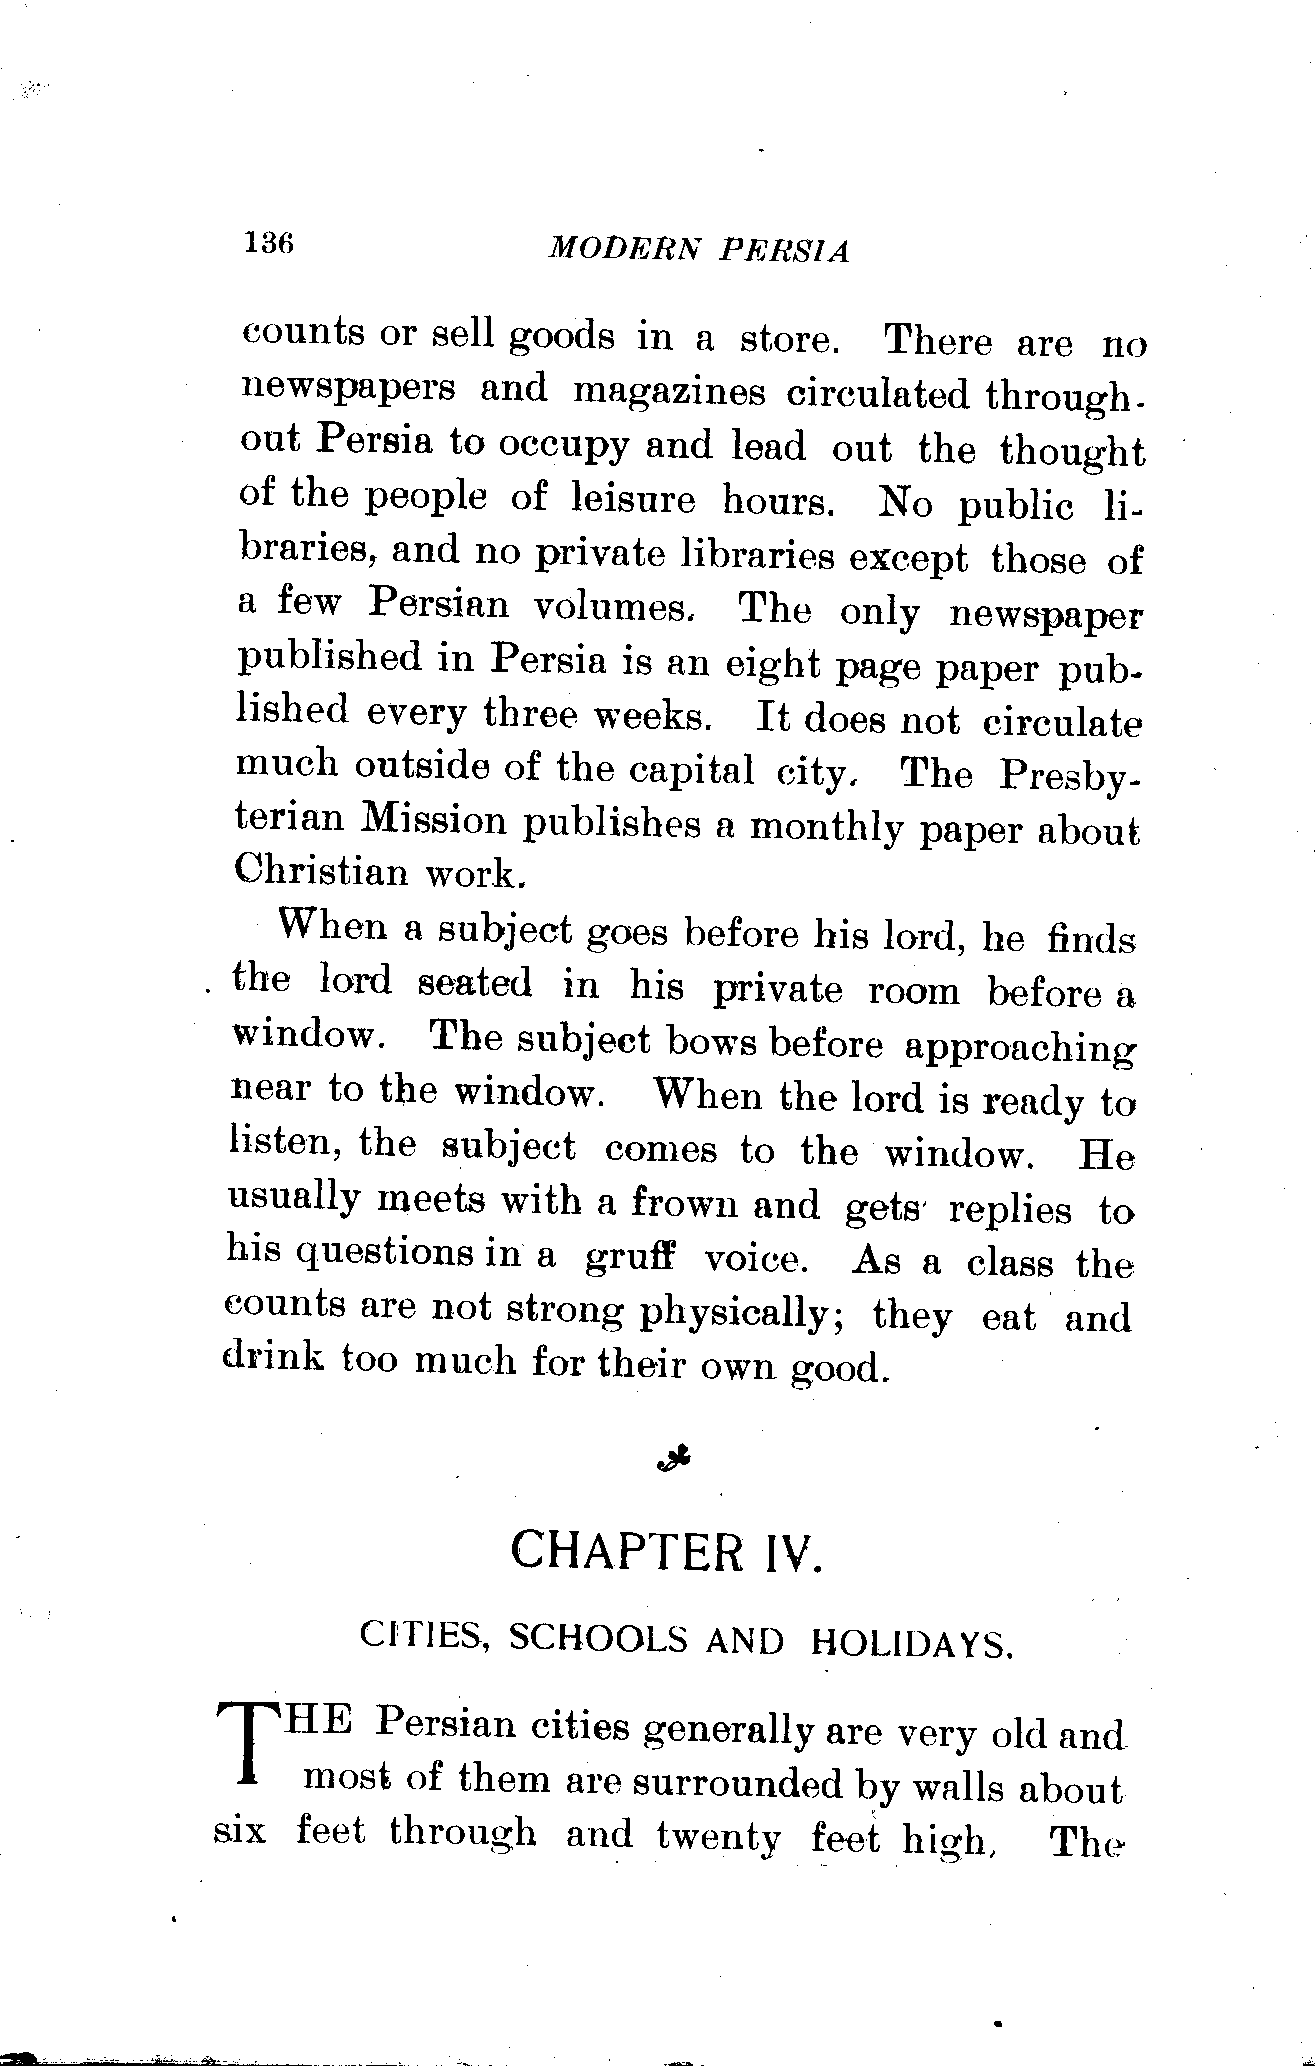 136 MODERN PERSIA
counts or sell goods in a store. There are no
newspapers and magazines circulated through-
out Persia to occupy and lead out the thought
of the people of leisure hours. No public li-
braries, and no private libraries except those of
a few Persian volumes. The only newspaper
published in Persia is an eight page paper pub-
lished every three weeks. It does not circulate
much outside of the capital city. The Presby-
terian Mission publishes a monthly paper about
Christian work.
When a subject goes before his lord, he finds
the lord seated in his private room before a
window. The subject bows before approaching
near to the window. When the lord is ready to
listen, the subject comes to the window. He
usually meets with a frown and gets replies to
his questions in a gruff voice. As a class the
counts are not strong physically; they eat and
drink too much for their own good.
CHAPTER IV.
CITIES, SCHOOLS AND HOLIDAYS.
THE Persian cities generally are very old and
most of them are surrounded by walls about
six feet through and twenty feet high, The